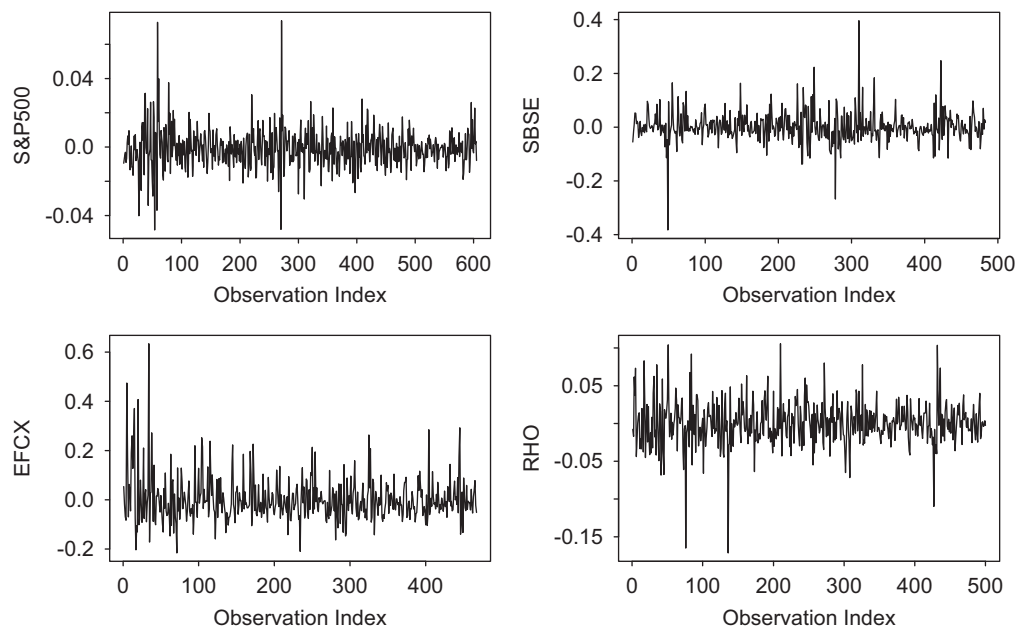 S&P500
0.04
0.0
-0.04
0 100 200 300 400 500 600
Observation Index
SBSE
0.4
0.2
0.0
-0.2
-0.4
0 100 200 300 400 500
Observation Index
EFCX
0.6
0.4
0.2
0.0
-0.2
0 100 200 300 400
Observation Index
RHO
0.05
-0.05
-0.15
0 100 200 300 400 500
Observation Index